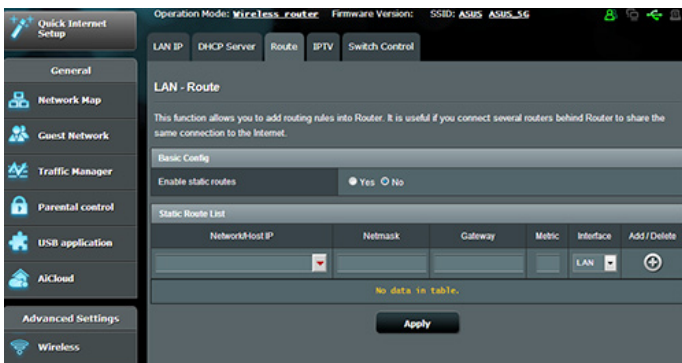 Quick Internet Setup
Operation Mode: Wireless router Firmware Version: SSID: ASUS ASUS_5G
LAN IP DHCP Server Route IPTV Switch Control
General
Network Map
Guest Network
Traffic Manager
Parental control
USB application
AiCloud
Advanced Settings
Wireless
LAN - Route
This function allows you to add routing rules into Router. It is useful if you connect several routers behind Router to share the
same connection to the Internet.
Basic Config
Enable static routes Yes No
Static Route List
Network/Host IP Netmask Gateway Metric Interface Add / Delete
LAN
No data in table.
Apply